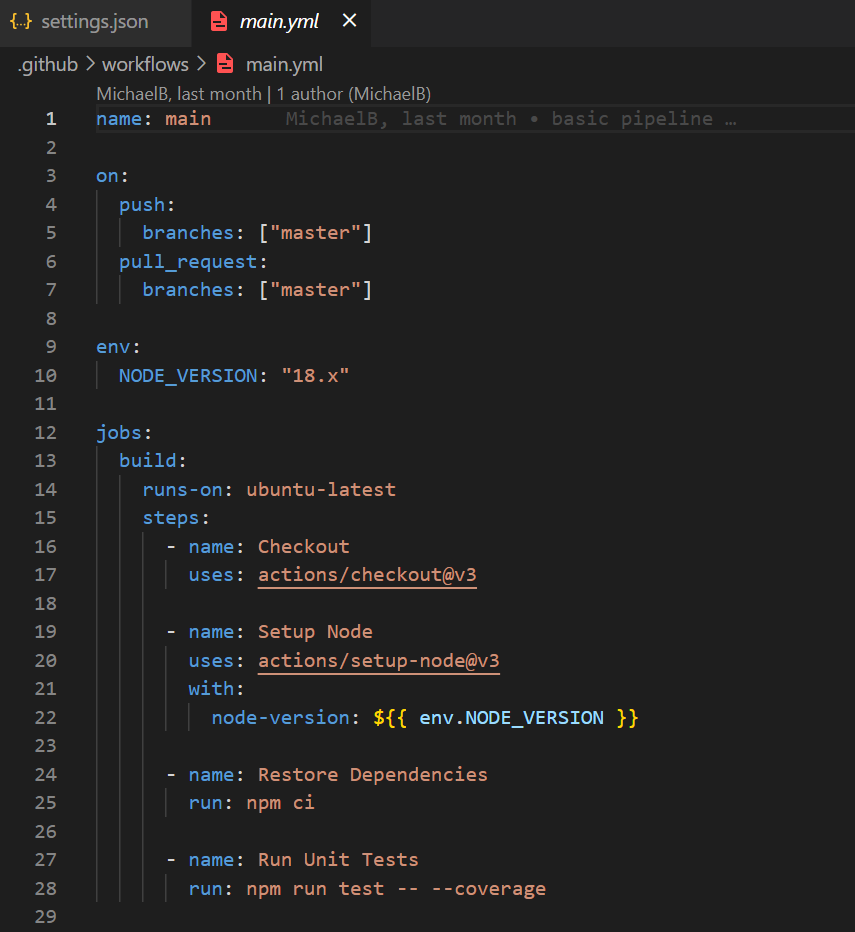 {..} settings.json main.yml ×
.github > workflows > main.yml
MichaelB, last month | 1 author (MichaelB)
1 name: main MichaelB, last month • basic pipeline …
2
3 on:
4   push:
5     branches: ["master"]
6   pull_request:
7     branches: ["master"]
8
9 env:
10   NODE_VERSION: "18.x"
11
12 jobs:
13   build:
14     runs-on: ubuntu-latest
15     steps:
16       - name: Checkout
17         uses: actions/checkout@v3
18
19       - name: Setup Node
20         uses: actions/setup-node@v3
21         with:
22           node-version: ${{ env.NODE_VERSION }}
23
24       - name: Restore Dependencies
25         run: npm ci
26
27       - name: Run Unit Tests
28         run: npm run test -- --coverage
29